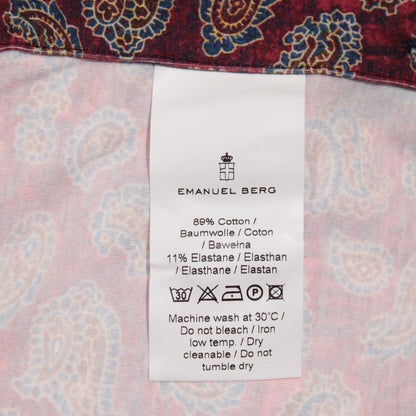 EMANUEL BERG
89% Cotton /
Baumwolle / Coton
/ Bawełna
11% Elastane / Elasthan
/ Elasthane / Elastan
30 P
Machine wash at 30°C /
Do not bleach / Iron
low temp. / Dry
cleanable / Do not
tumble dry